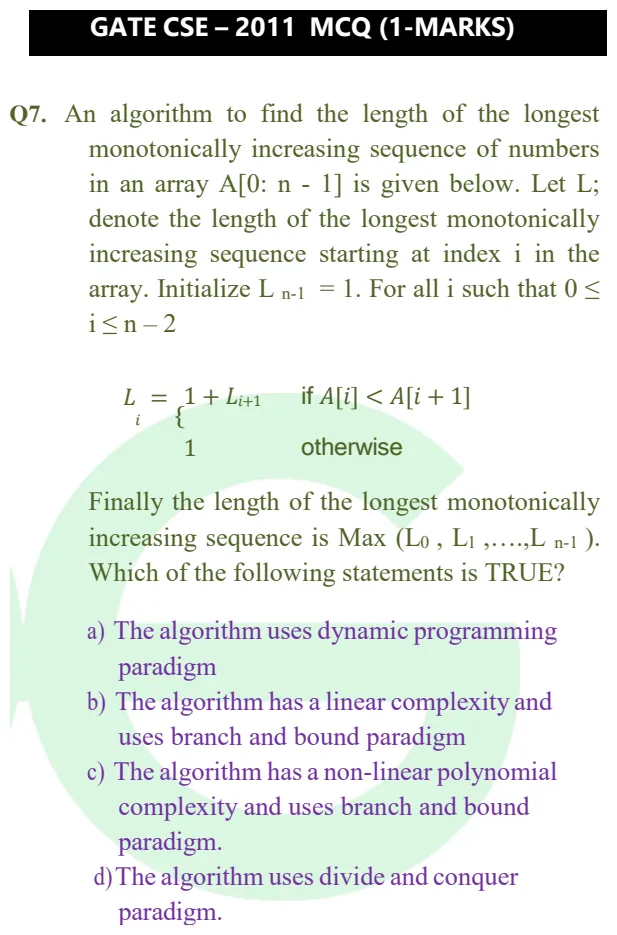 GATE CSE – 2011 MCQ (1-MARKS)
Q7. An algorithm to find the length of the longest
monotonically increasing sequence of numbers
in an array A[0: n - 1] is given below. Let L;
denote the length of the longest monotonically
increasing sequence starting at index i in the
array. Initialize L n-1 = 1. For all i such that 0 ≤
i ≤ n – 2
L i = { 1 + Li+1 if A[i] < A[i + 1]
1 otherwise
Finally the length of the longest monotonically
increasing sequence is Max (L0 , L1 ,….,L n-1 ).
Which of the following statements is TRUE?
a) The algorithm uses dynamic programming
paradigm
b) The algorithm has a linear complexity and
uses branch and bound paradigm
c) The algorithm has a non-linear polynomial
complexity and uses branch and bound
paradigm.
d)The algorithm uses divide and conquer
paradigm.